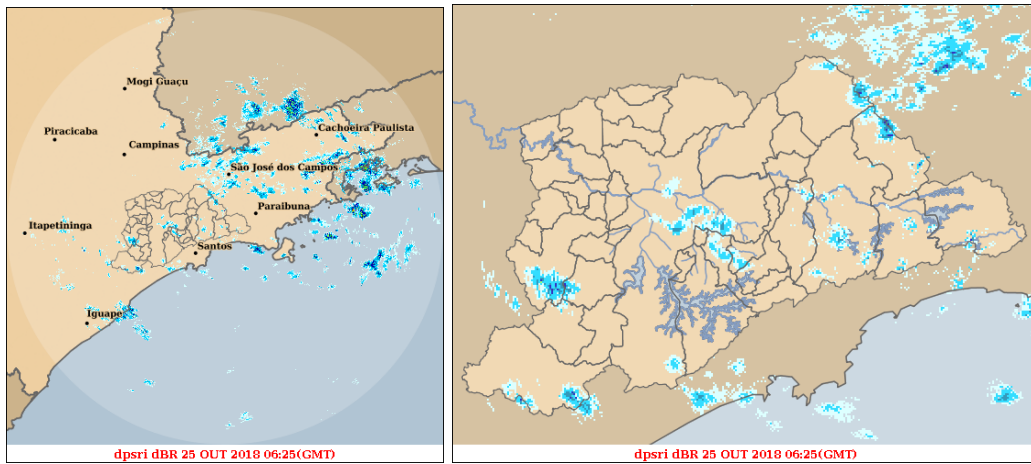 Mogi Guaçu
Piracicaba
Cachoeira Paulista
Campinas
São José dos Campos
Paraibuna
Itapetininga
Santos
Iguape
dpsri dBR 25 OUT 2018 06:25(GMT)
dpsri dBR 25 OUT 2018 06:25(GMT)